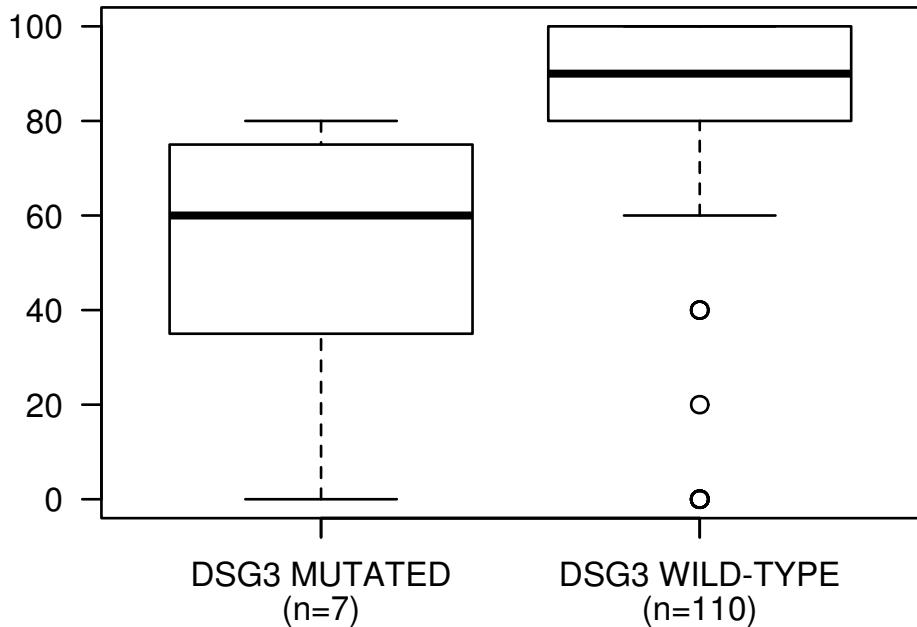 100
80
60
40
20
0
DSG3 MUTATED
(n=7)
DSG3 WILD-TYPE
(n=110)